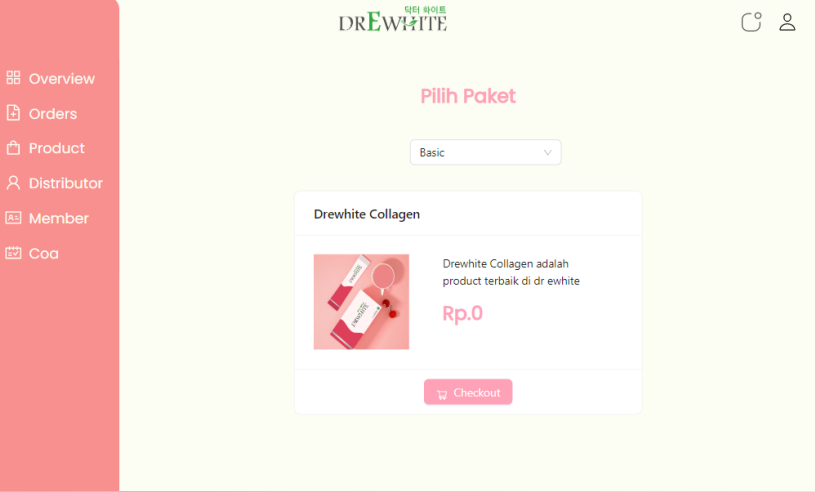 닥터 화이트
DREWHITE
Overview
Orders
Product
Distributor
Member
Coa
Pilih Paket
Basic
Drewhite Collagen
DREWHITE
Drewhite Collagen adalah
product terbaik di dr ewhite
Rp.0
Checkout